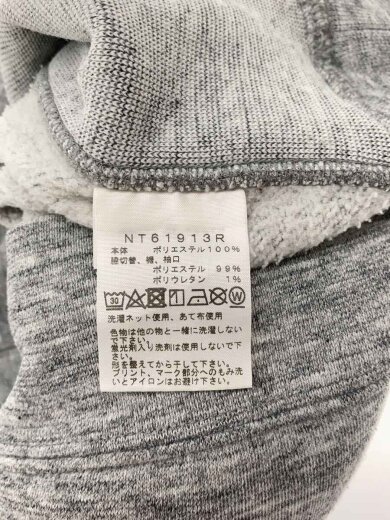 NT61913R
本体 ポリエステル100%
脇切替、裾、袖口
ポリエステル 99%
ポリウレタン 1%
30 W
洗濯ネット使用、あて布使用
色物は他の物と一緒に洗濯しない
で下さい。
蛍光剤入り洗剤は使用しないで下
さい。
形を整えてから干して下さい。
プリント、マーク部分へのもみ洗
いとアイロンはお避け下さい。